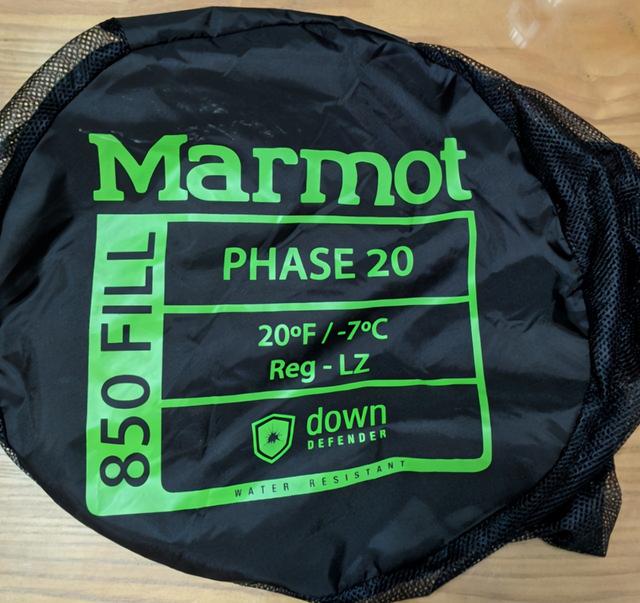 Marmot
850 FILL
PHASE 20
20ºF / -7ºC
Reg - LZ
down
DEFENDER
WATER RESISTANT